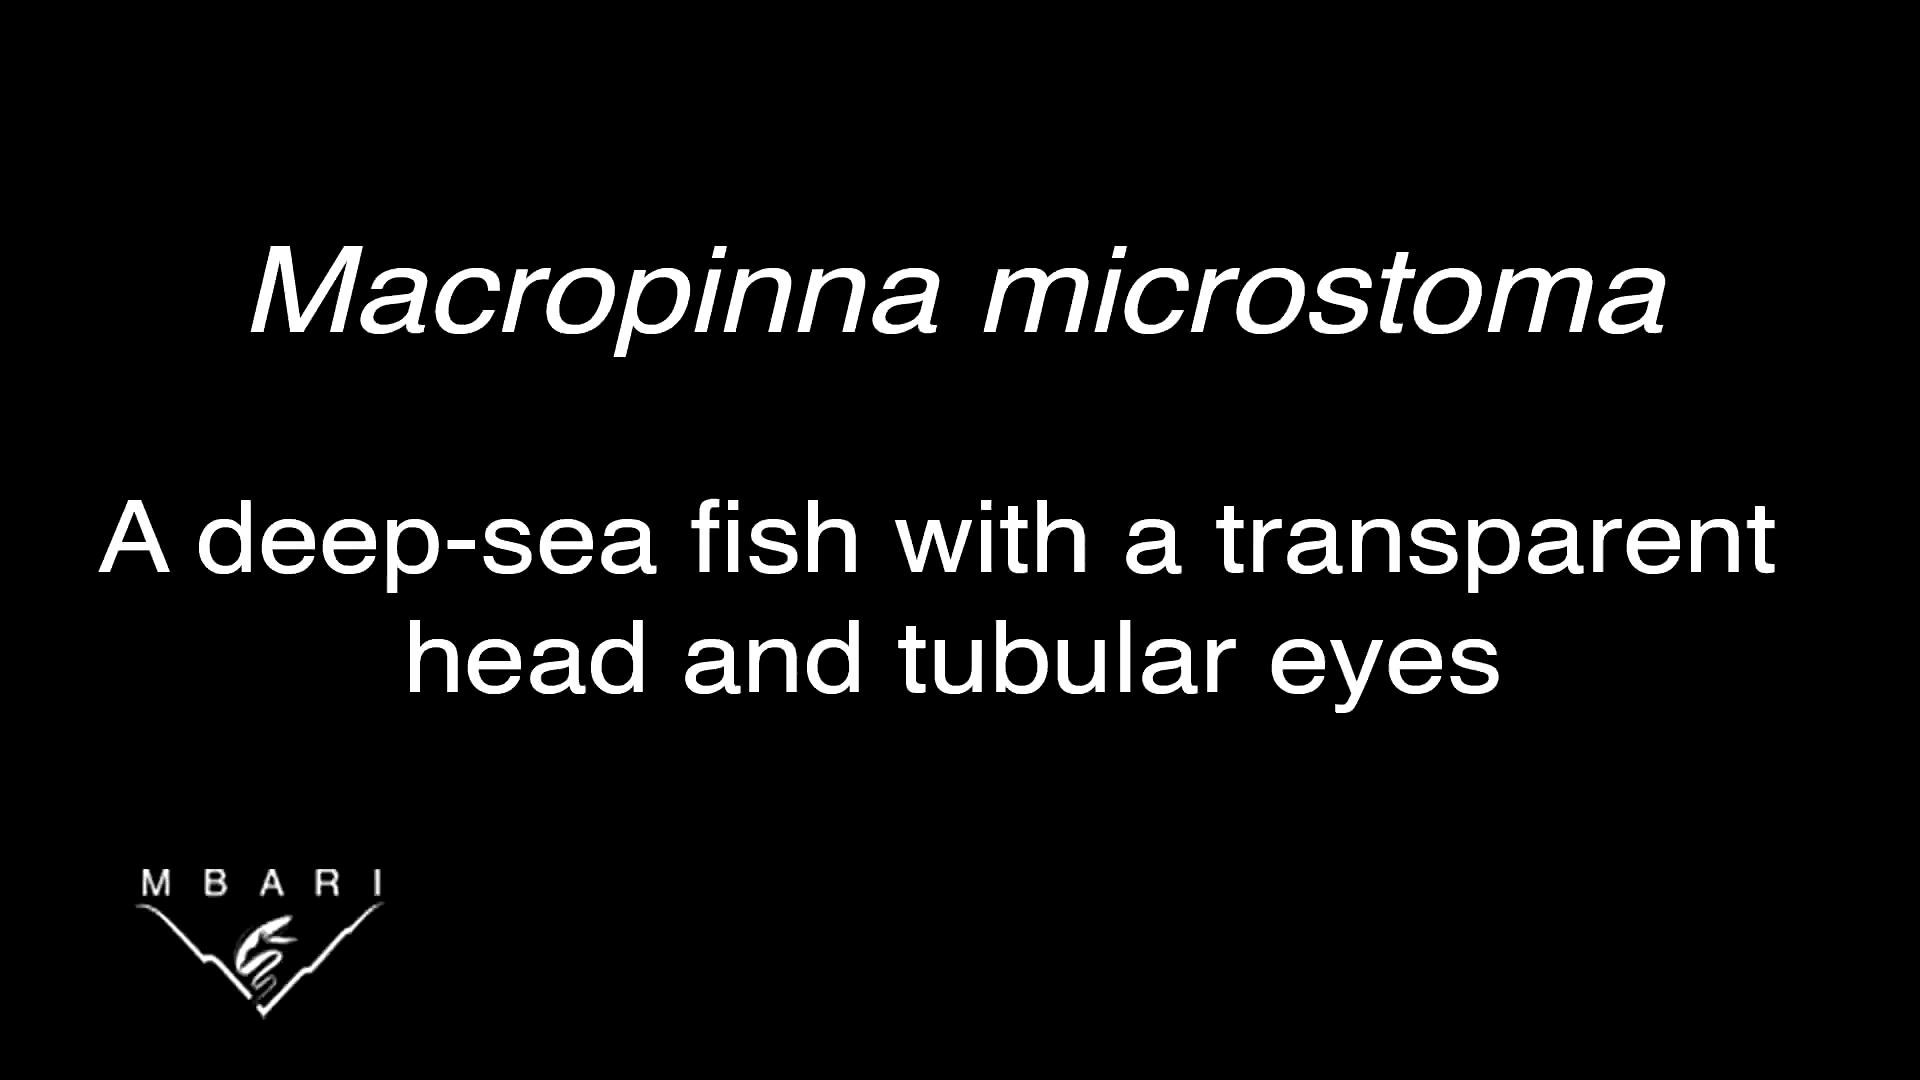 Macropinna microstoma
A deep-sea fish with a transparent
head and tubular eyes
MBARI